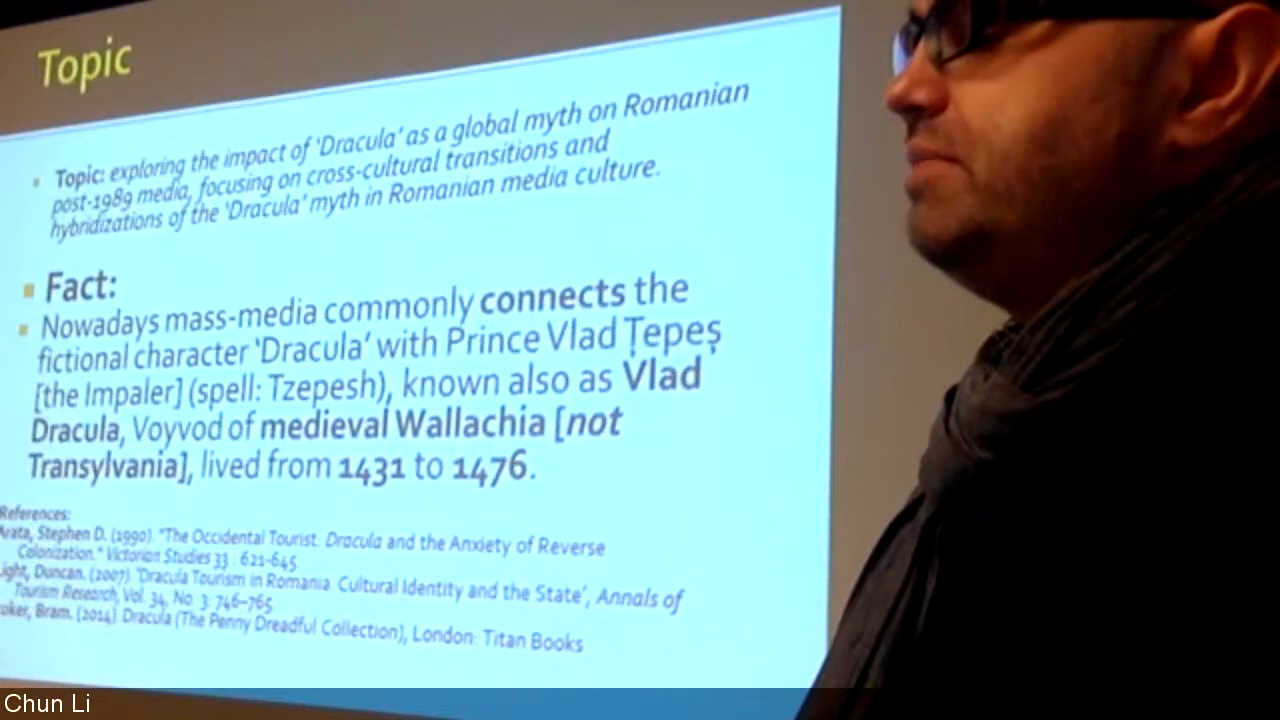 Topic
Topic: exploring the impact of ‘Dracula’ as a global myth on Romanian
post-1989 media, focusing on cross-cultural transitions and
hybridizations of the ‘Dracula’ myth in Romanian media culture.
Fact:
Nowadays mass-media commonly connects the
fictional character ‘Dracula’ with Prince Vlad Țepeș
[the Impaler] (spell: Tzepesh), known also as Vlad
Dracula, Voyvod of medieval Wallachia [not
Transylvania], lived from 1431 to 1476.
References:
Arata, Stephen D. (1990). "The Occidental Tourist: Dracula and the Anxiety of Reverse
Colonization." Victorian Studies 33 : 621-645
Light, Duncan. (2007). 'Dracula Tourism in Romania. Cultural Identity and the State', Annals of
Tourism Research, Vol. 34, No. 3: 746–765
oker, Bram. (2014). Dracula (The Penny Dreadful Collection), London: Titan Books
Chun Li